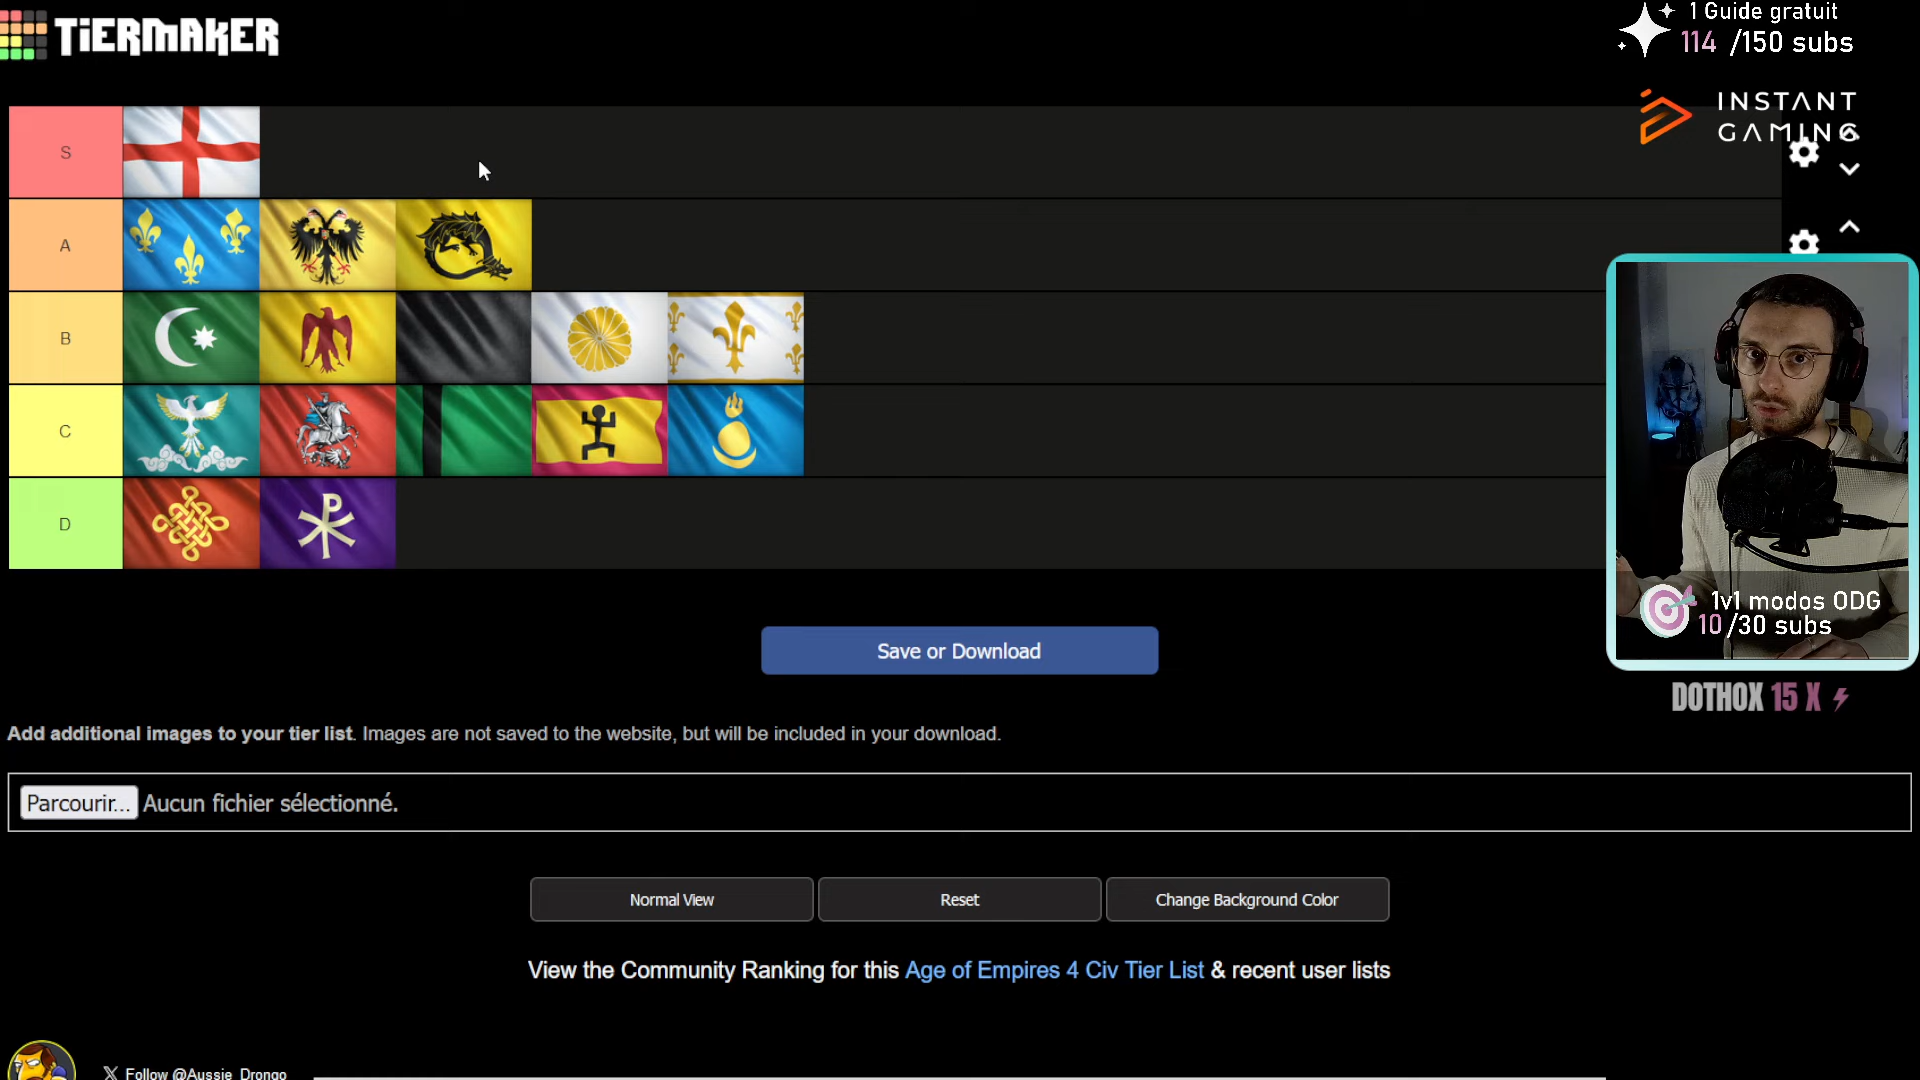 TiERMAKER
1 Guide gratuit
114 /150 subs
INSTANT
GAMING
S
A
B
C
D
1v1 modos ODG
10/30 subs
DOTHOX 15 X
Save or Download
Add additional images to your tier list. Images are not saved to the website, but will be included in your download.
Parcourir... Aucun fichier sélectionné.
Normal View
Reset
Change Background Color
View the Community Ranking for this Age of Empires 4 Civ Tier List & recent user lists
X Follow @Aussie_Drongo